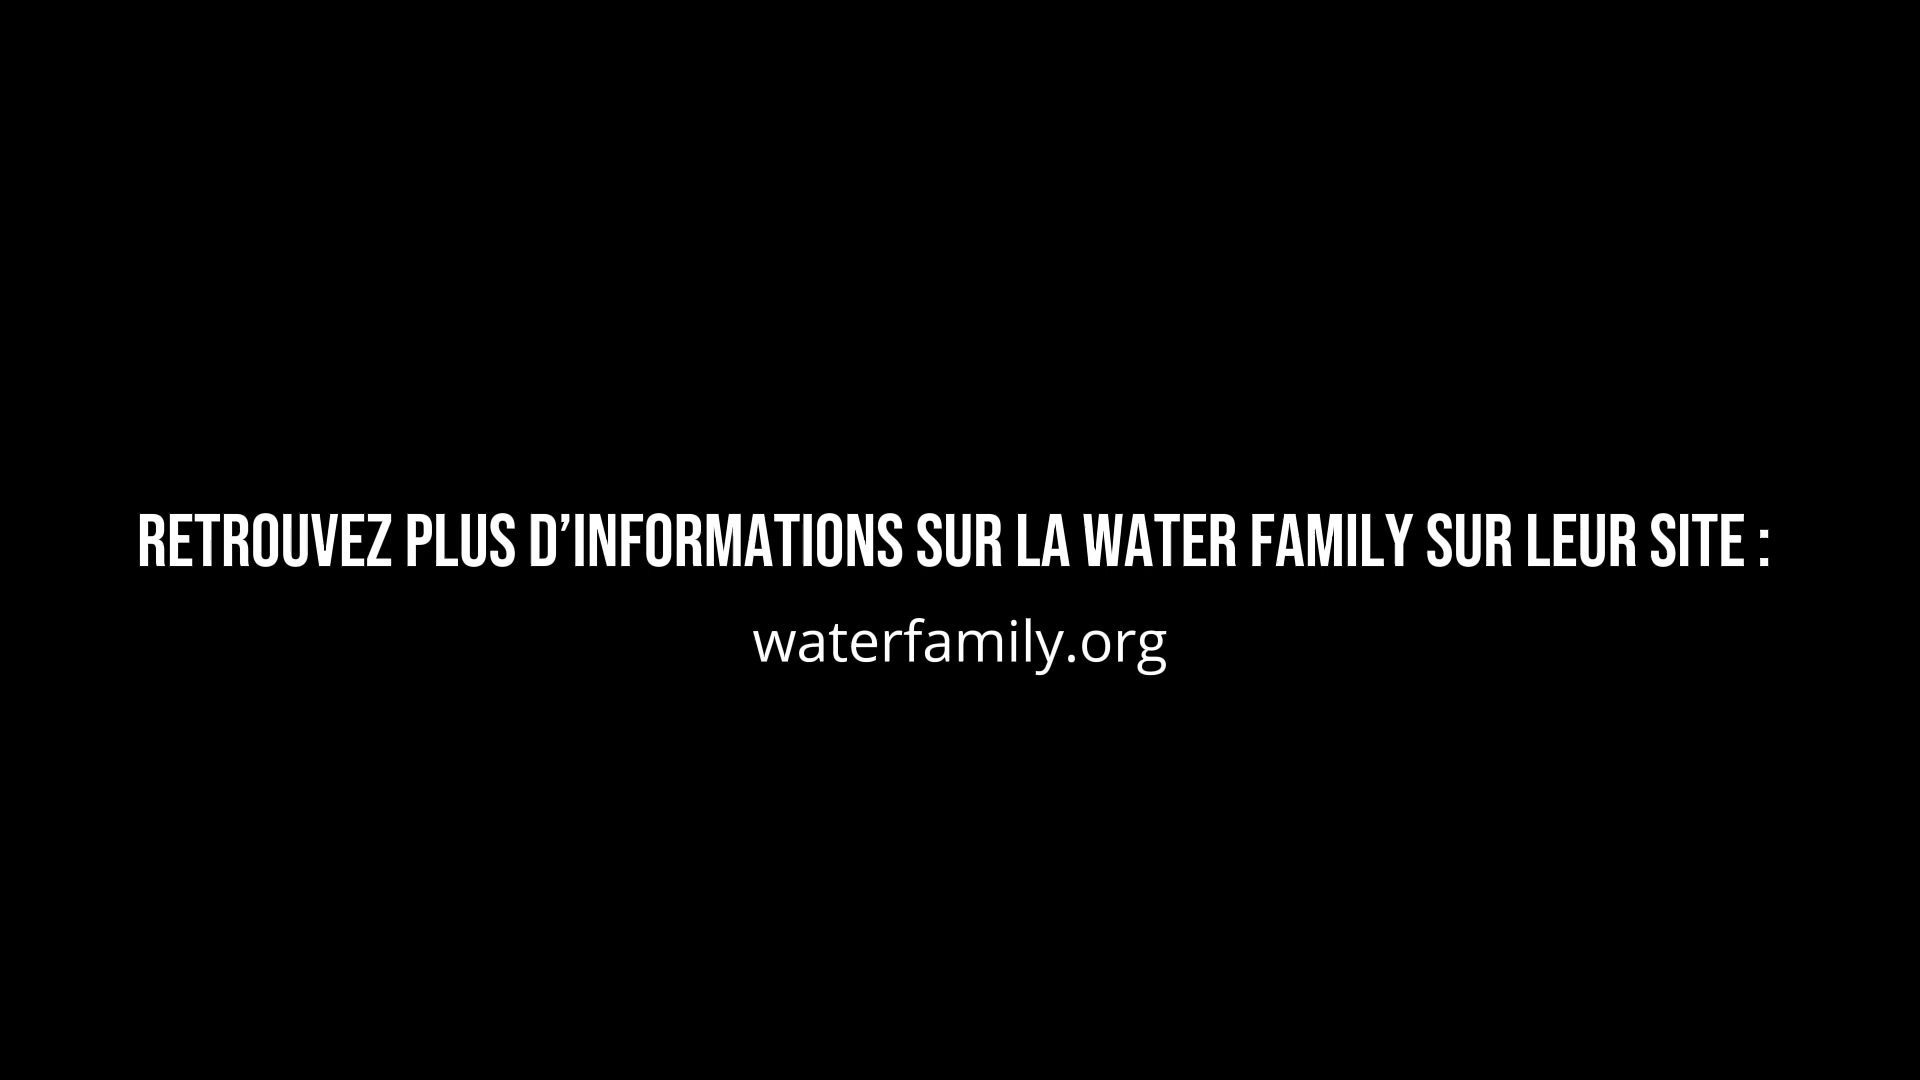 RETROUVEZ PLUS D’INFORMATIONS SUR LA WATER FAMILY SUR LEUR SITE :
waterfamily.org